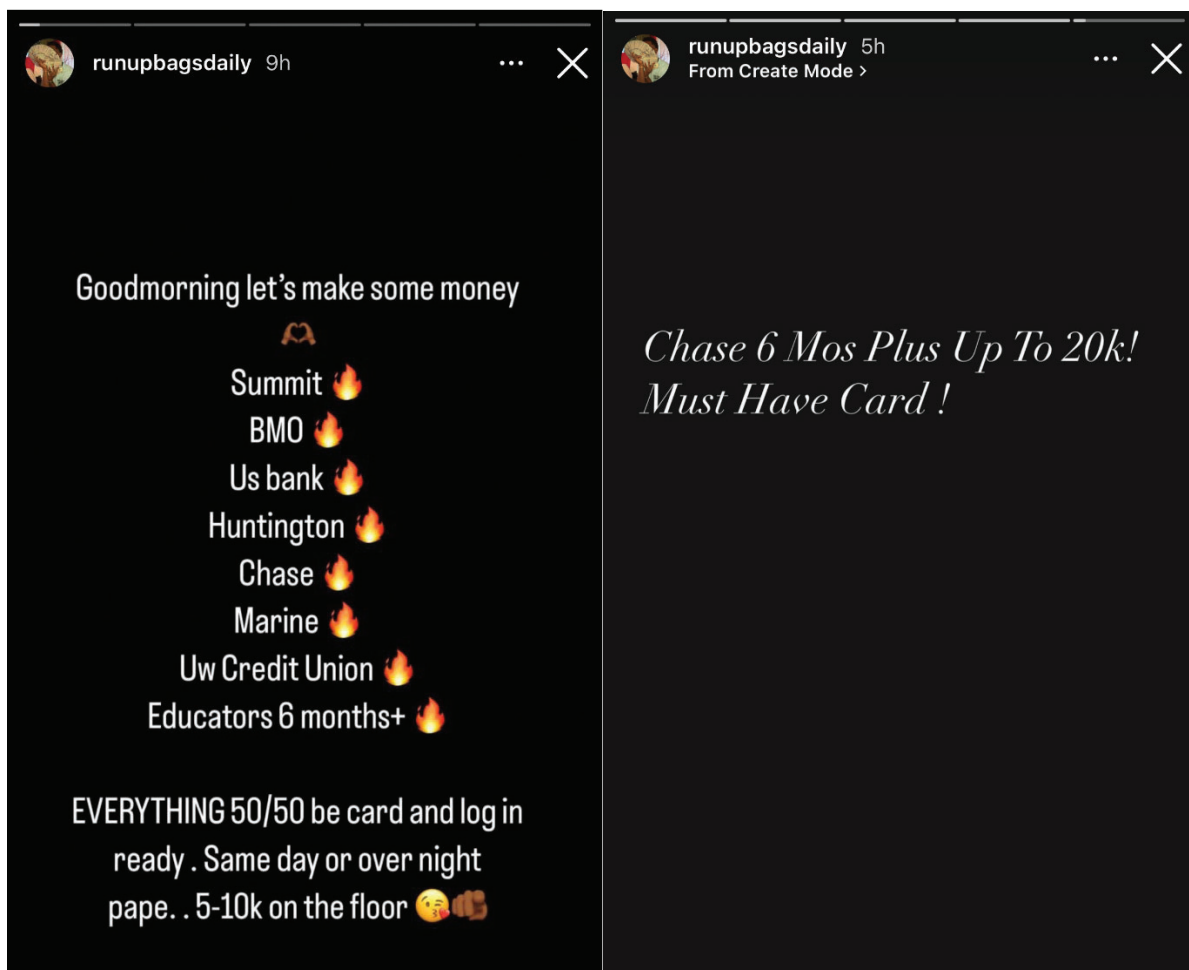 runupbagsdaily 9h
Goodmorning let's make some money
🫶🏾
Summit 🔥
BMO 🔥
Us bank 🔥
Huntington 🔥
Chase 🔥
Marine 🔥
Uw Credit Union 🔥
Educators 6 months+ 🔥
EVERYTHING 50/50 be card and log in
ready . Same day or over night
pape. . 5-10k on the floor 😘🫵🏾
runupbagsdaily 5h
From Create Mode >
Chase 6 Mos Plus Up To 20k!
Must Have Card !